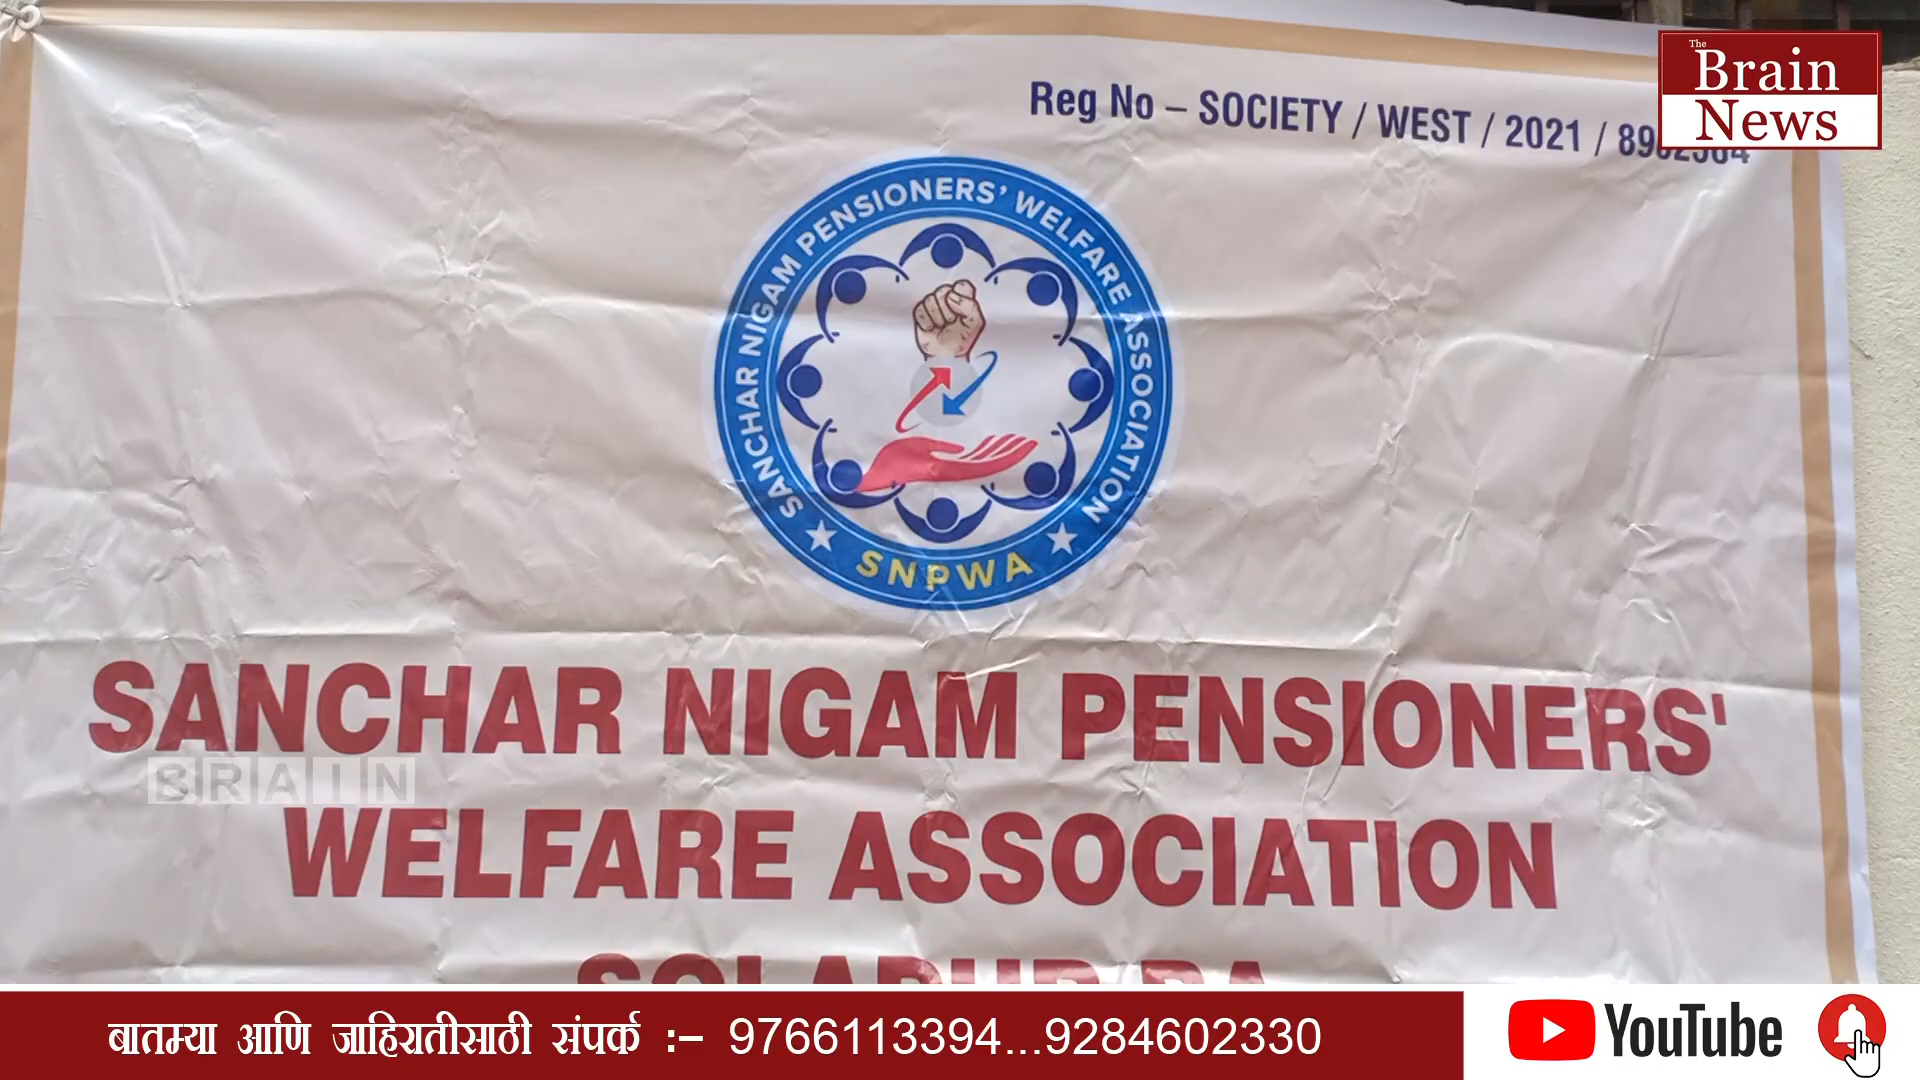 The
Brain
News
Reg No – SOCIETY / WEST / 2021 /
SANCHAR NIGAM PENSIONERS' WELFARE ASSOCIATION
SNPWA
SANCHAR NIGAM PENSIONERS'
BRAIN
WELFARE ASSOCIATION
SOLAPUR
बातम्या आणि जाहिरातीसाठी संपर्क :- 9766113394...9284602330
YouTube